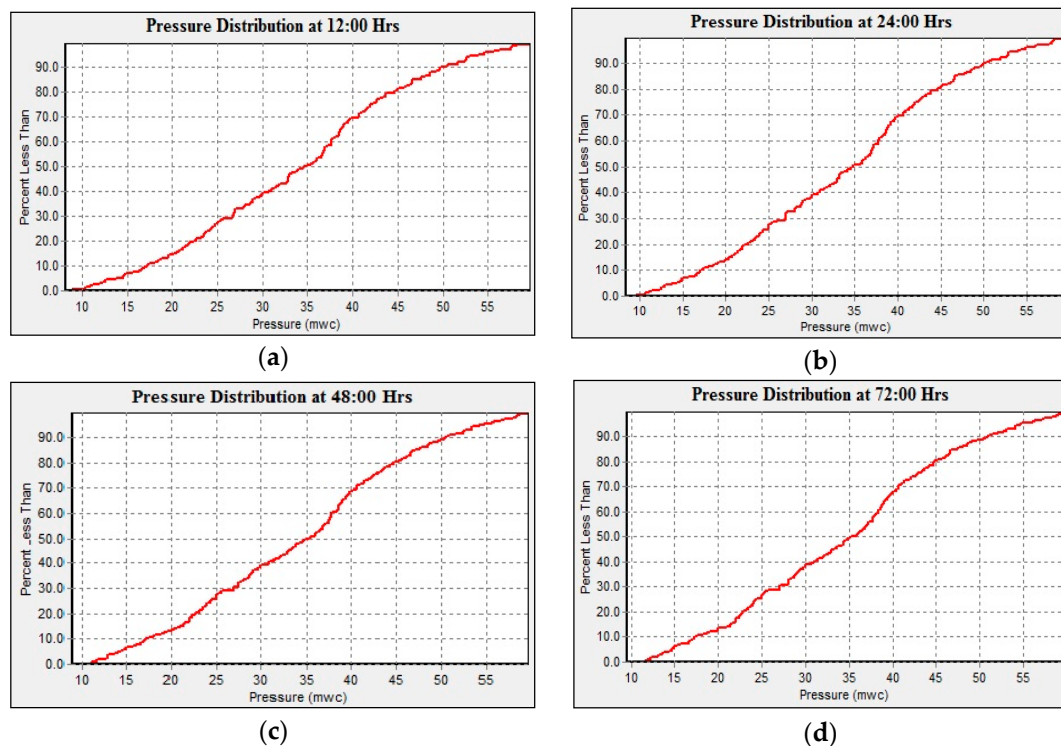 Pressure Distribution at 12:00 Hrs
Percent Less Than
90.0
80.0
70.0
60.0
50.0
40.0
30.0
20.0
10.0
0.0
10 15 20 25 30 35 40 45 50 55
Pressure (mwc)
(a)
Pressure Distribution at 24:00 Hrs
Percent Less Than
90.0
80.0
70.0
60.0
50.0
40.0
30.0
20.0
10.0
0.0
10 15 20 25 30 35 40 45 50 55
Pressure (mwc)
(b)
Pressure Distribution at 48:00 Hrs
Percent Less Than
90.0
80.0
70.0
60.0
50.0
40.0
30.0
20.0
10.0
0.0
10 15 20 25 30 35 40 45 50 55
Pressure (mwc)
(c)
Pressure Distribution at 72:00 Hrs
Percent Less Than
90.0
80.0
70.0
60.0
50.0
40.0
30.0
20.0
10.0
0.0
10 15 20 25 30 35 40 45 50 55
Pressure (mwc)
(d)